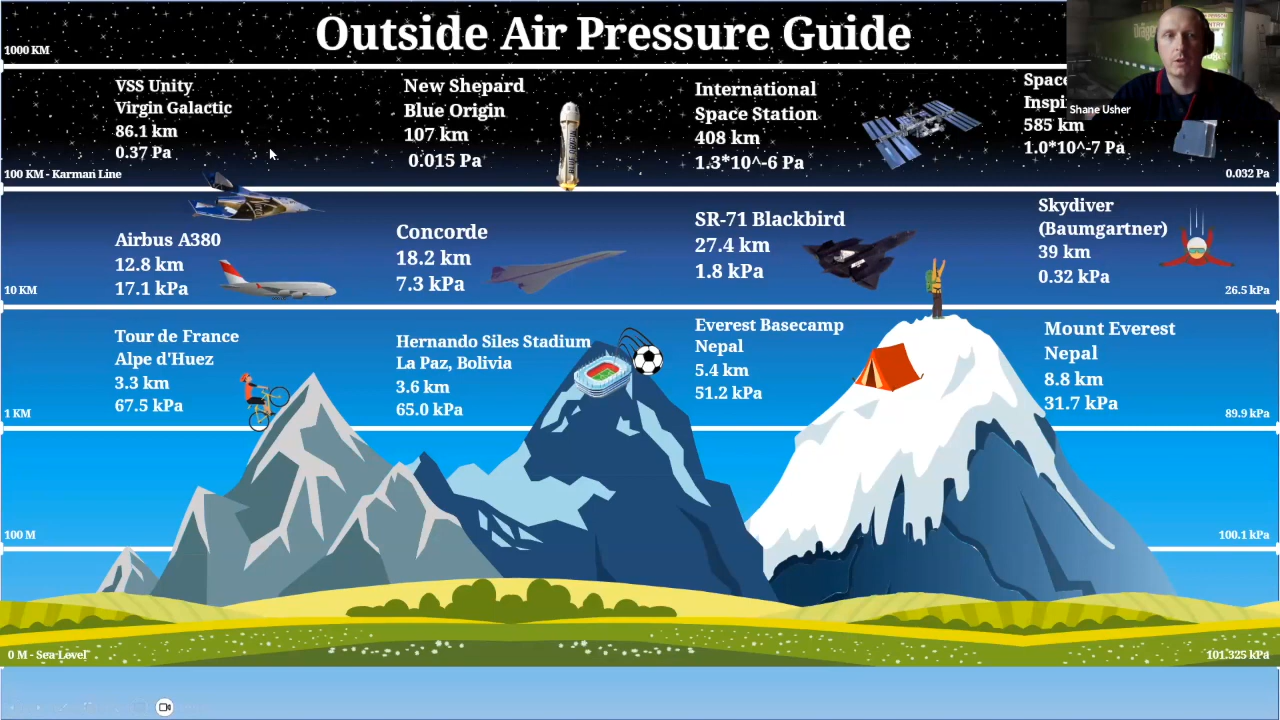 Outside Air Pressure Guide
1000 KM
VSS Unity
Virgin Galactic
86.1 km
0.37 Pa
New Shepard
Blue Origin
107 km
0.015 Pa
International
Space Station
408 km
1.3*10^-6 Pa
Space
Inspi
585 km
1.0*10^-7 Pa
Shane Usher
100 KM - Karman Line
0.032 Pa
Airbus A380
12.8 km
17.1 kPa
Concorde
18.2 km
7.3 kPa
SR-71 Blackbird
27.4 km
1.8 kPa
Skydiver
(Baumgartner)
39 km
0.32 kPa
10 KM
26.5 kPa
Tour de France
Alpe d'Huez
3.3 km
67.5 kPa
Hernando Siles Stadium
La Paz, Bolivia
3.6 km
65.0 kPa
Everest Basecamp
Nepal
5.4 km
51.2 kPa
Mount Everest
Nepal
8.8 km
31.7 kPa
1 KM
89.9 kPa
100 M
100.1 kPa
0 M - Sea Level
101.325 kPa